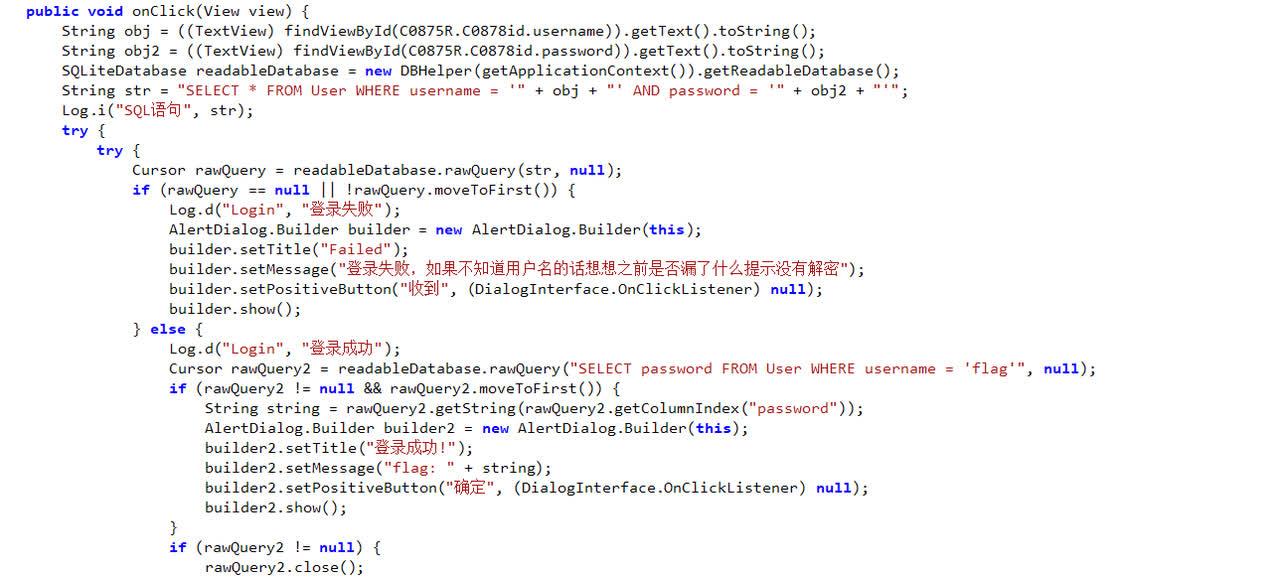 public void onClick(View view) {
String obj = ((TextView) findViewById(C0875R.C0878id.username)).getText().toString();
String obj2 = ((TextView) findViewById(C0875R.C0878id.password)).getText().toString();
SQLiteDatabase readableDatabase = new DBHelper(getApplicationContext()).getReadableDatabase();
String str = "SELECT * FROM User WHERE username = '" + obj + "' AND password = '" + obj2 + "'";
Log.i("SQL语句", str);
try {
try {
Cursor rawQuery = readableDatabase.rawQuery(str, null);
if (rawQuery == null || !rawQuery.moveToFirst()) {
Log.d("Login", "登录失败");
AlertDialog.Builder builder = new AlertDialog.Builder(this);
builder.setTitle("Failed");
builder.setMessage("登录失败，如果不知道用户名的话想想之前是否漏了什么提示没有解密");
builder.setPositiveButton("收到", (DialogInterface.OnClickListener) null);
builder.show();
} else {
Log.d("Login", "登录成功");
Cursor rawQuery2 = readableDatabase.rawQuery("SELECT password FROM User WHERE username = 'flag'", null);
if (rawQuery2 != null && rawQuery2.moveToFirst()) {
String string = rawQuery2.getString(rawQuery2.getColumnIndex("password"));
AlertDialog.Builder builder2 = new AlertDialog.Builder(this);
builder2.setTitle("登录成功!");
builder2.setMessage("flag: " + string);
builder2.setPositiveButton("确定", (DialogInterface.OnClickListener) null);
builder2.show();
}
if (rawQuery2 != null) {
rawQuery2.close();